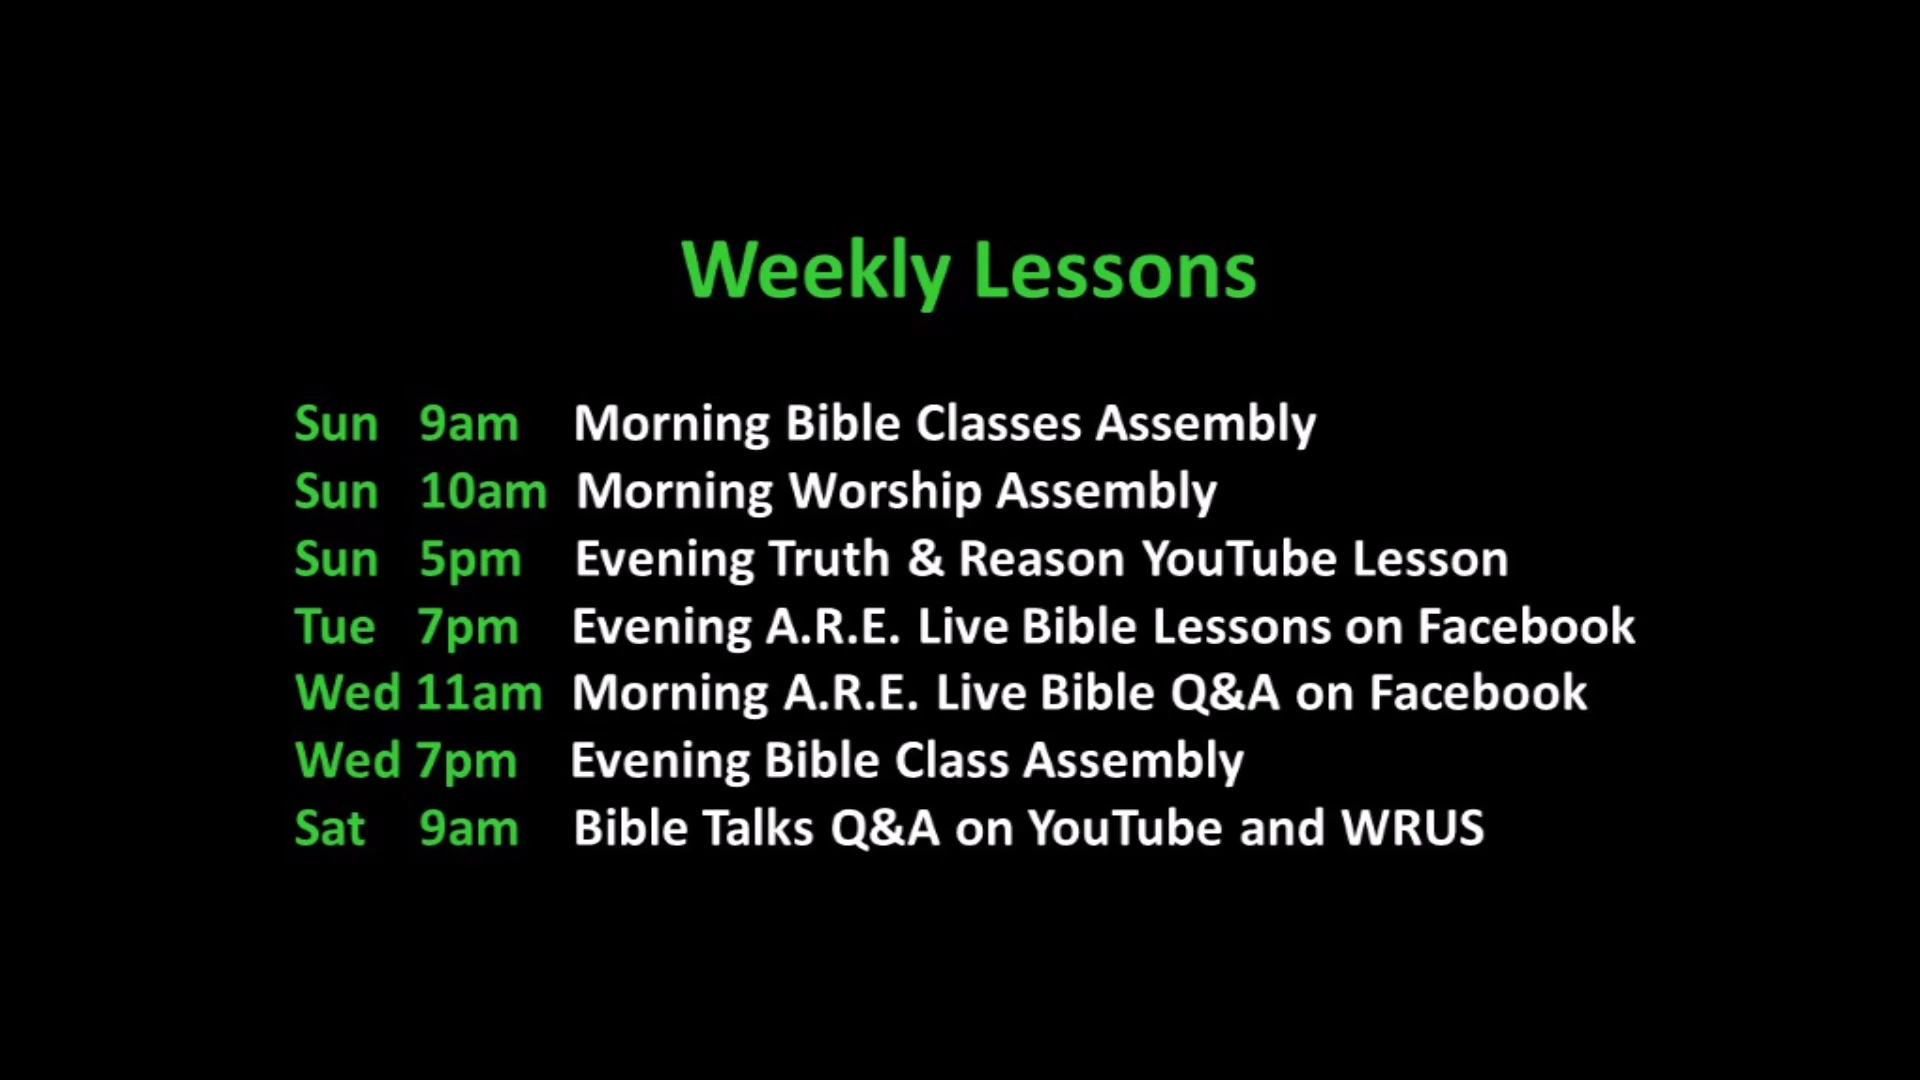 Weekly Lessons
Sun 9am Morning Bible Classes Assembly
Sun 10am Morning Worship Assembly
Sun 5pm Evening Truth & Reason YouTube Lesson
Tue 7pm Evening A.R.E. Live Bible Lessons on Facebook
Wed 11am Morning A.R.E. Live Bible Q&A on Facebook
Wed 7pm Evening Bible Class Assembly
Sat 9am Bible Talks Q&A on YouTube and WRUS